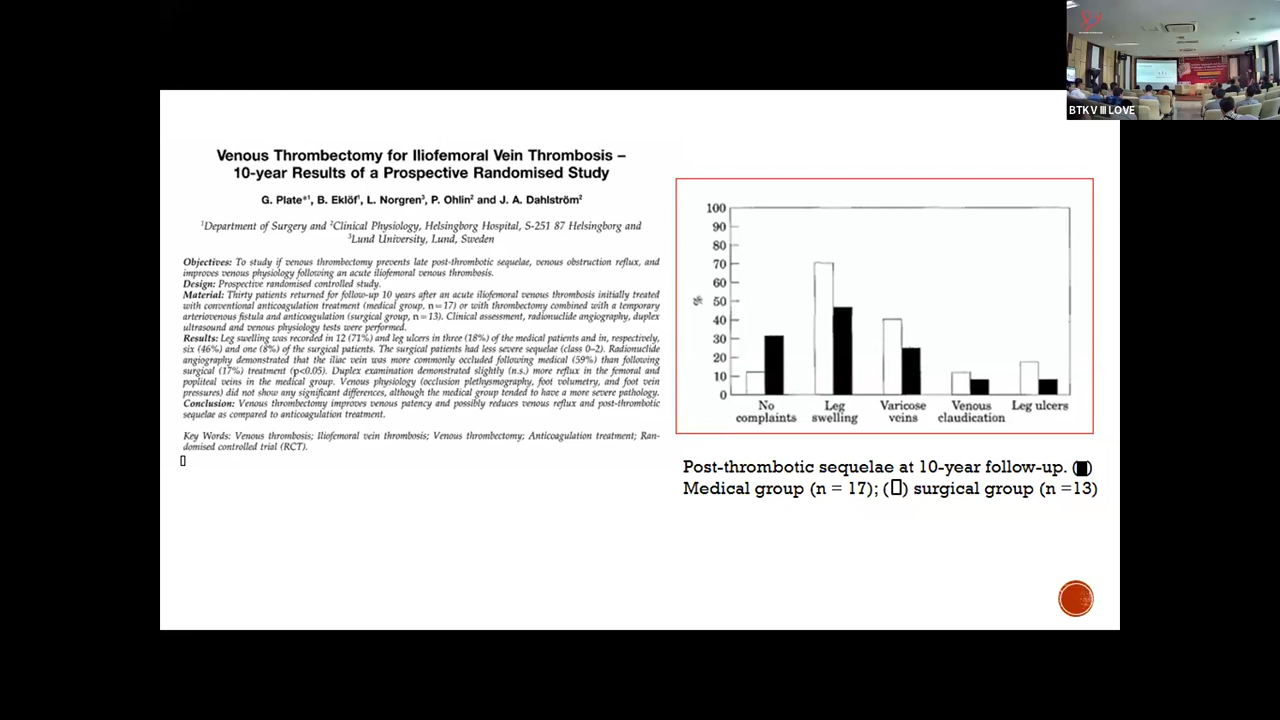 BTKV III LOVE
Venous Thrombectomy for Iliofemoral Vein Thrombosis –
10-year Results of a Prospective Randomised Study
G. Plate*¹, B. Eklöf¹, L. Norgren³, P. Ohlin² and J. A. Dahlström²
¹Department of Surgery and ²Clinical Physiology, Helsingborg Hospital, S-251 87 Helsingborg and
³Lund University, Lund, Sweden
Objectives: To study if venous thrombectomy prevents late post-thrombotic sequelae, venous obstruction reflux, and
improves venous physiology following an acute iliofemoral venous thrombosis.
Design: Prospective randomised controlled study.
Material: Thirty patients returned for follow-up 10 years after an acute iliofemoral venous thrombosis initially treated
with conventional anticoagulation treatment (medical group, n=17) or with thrombectomy combined with a temporary
arteriovenous fistula and anticoagulation (surgical group, n=13). Clinical assessment, radionuclide angiography, duplex
ultrasound and venous physiology tests were performed.
Results: Leg swelling was recorded in 12 (71%) and leg ulcers in three (18%) of the medical patients and in, respectively,
six (46%) and one (8%) of the surgical patients. The surgical patients had less severe sequelae (class 0–2). Radionuclide
angiography demonstrated that the iliac vein was more commonly occluded following medical (59%) than following
surgical (17%) treatment (p<0.05). Duplex examination demonstrated slightly (n.s.) more reflux in the femoral and
popliteal veins in the medical group. Venous physiology (occlusion plethysmography, foot volumetry, and foot vein
pressures) did not show any significant differences, although the medical group tended to have a more severe pathology.
Conclusion: Venous thrombectomy improves venous patency and possibly reduces venous reflux and post-thrombotic
sequelae as compared to anticoagulation treatment.
Key Words: Venous thrombosis; Iliofemoral vein thrombosis; Venous thrombectomy; Anticoagulation treatment; Ran-
domised controlled trial (RCT).
100
90
80
70
60
50
40
30
20
10
0
%
No
complaints
Leg
swelling
Varicose
veins
Venous
claudication
Leg ulcers
Post-thrombotic sequelae at 10-year follow-up. (■)
Medical group (n = 17); (□) surgical group (n =13)